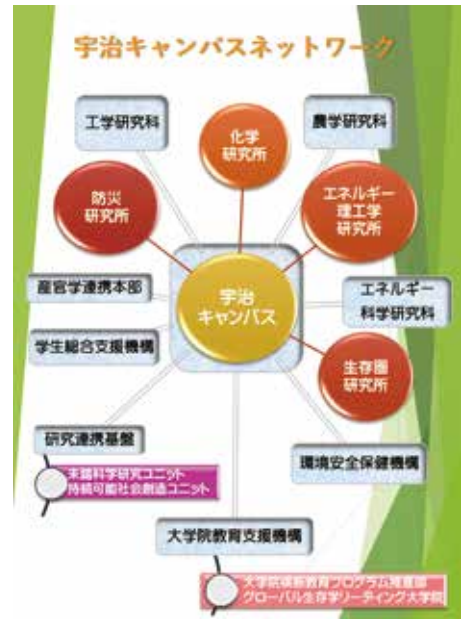 宇治キャンパスネットワーク
工学研究科
化学
研究所
農学研究科
防災
研究所
エネルギー
理工学
研究所
産官学連携本部
宇治
キャンパス
エネルギー
科学研究科
学生総合支援機構
生存圏
研究所
研究連携基盤
未踏科学研究ユニット
持続可能社会創造ユニット
環境安全保健機構
大学院教育支援機構
大学院横断教育プログラム推進部
グローバル生存学リーディング大学院